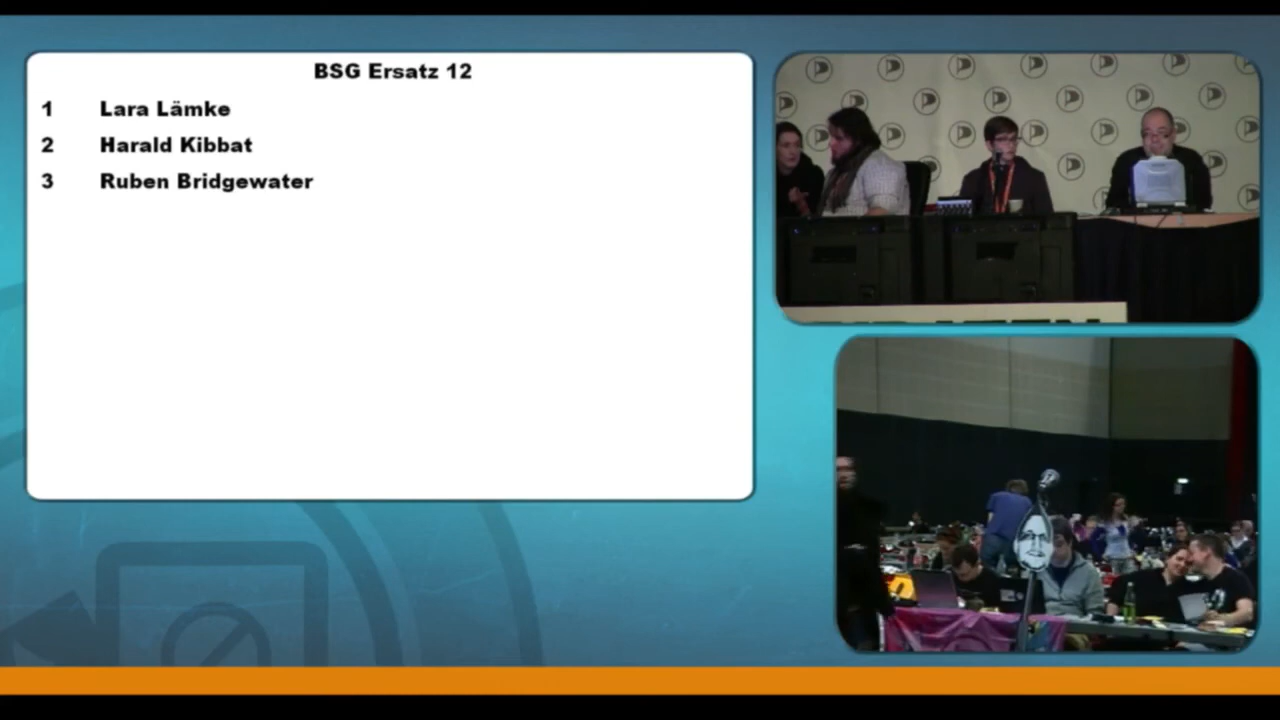 BSG Ersatz 12
1 Lara Lämke
2 Harald Kibbat
3 Ruben Bridgewater